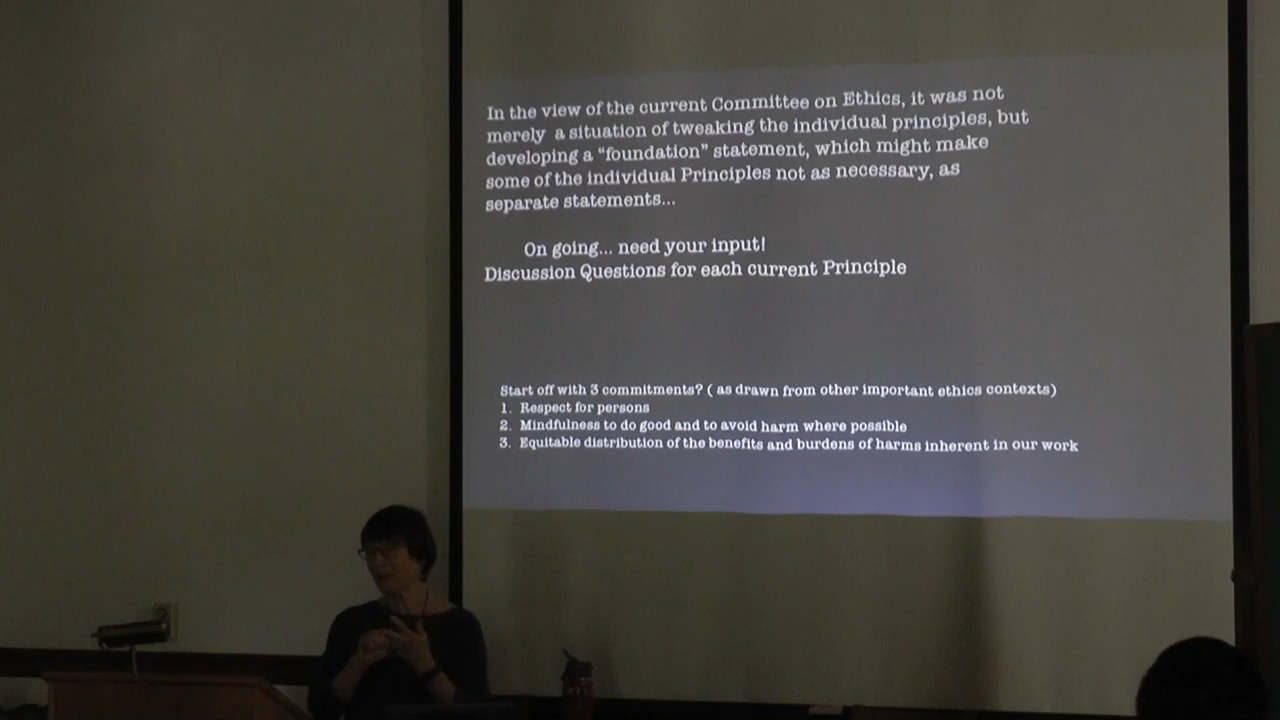 In the view of the current Committee on Ethics, it was not
merely a situation of tweaking the individual principles, but
developing a “foundation” statement, which might make
some of the individual Principles not as necessary, as
separate statements...
On going... need your input!
Discussion Questions for each current Principle
Start off with 3 commitments? ( as drawn from other important ethics contexts)
1. Respect for persons
2. Mindfulness to do good and to avoid harm where possible
3. Equitable distribution of the benefits and burdens of harms inherent in our work